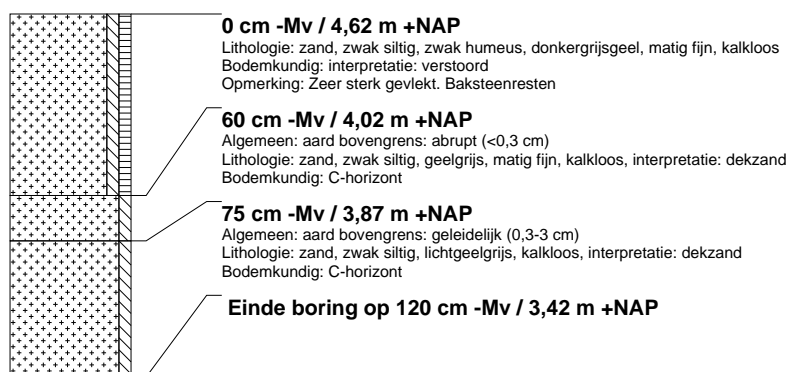 0 cm -Mv / 4,62 m +NAP
Lithologie: zand, zwak siltig, zwak humeus, donkergrijsgeel, matig fijn, kalkloos
Bodemkundig: interpretatie: verstoord
Opmerking: Zeer sterk gevlekt. Baksteenresten
60 cm -Mv / 4,02 m +NAP
Algemeen: aard bovengrens: abrupt (<0,3 cm)
Lithologie: zand, zwak siltig, geelgrijs, matig fijn, kalkloos, interpretatie: dekzand
Bodemkundig: C-horizont
75 cm -Mv / 3,87 m +NAP
Algemeen: aard bovengrens: geleidelijk (0,3-3 cm)
Lithologie: zand, zwak siltig, lichtgeelgrijs, kalkloos, interpretatie: dekzand
Bodemkundig: C-horizont
Einde boring op 120 cm -Mv / 3,42 m +NAP